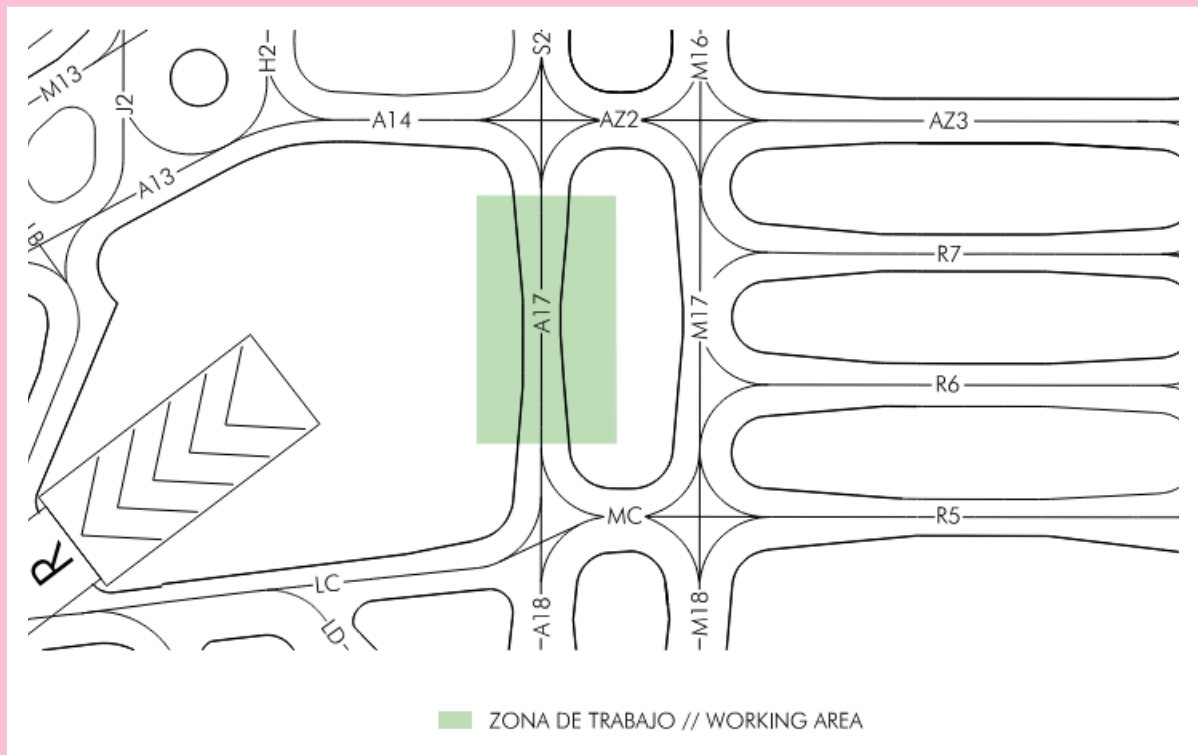 S2
H2
M16
M13
J2
A14
AZ2
AZ3
A13
R7
A17
M17
R6
MC
R5
R
LC
A18
M18
LD
ZONA DE TRABAJO // WORKING AREA